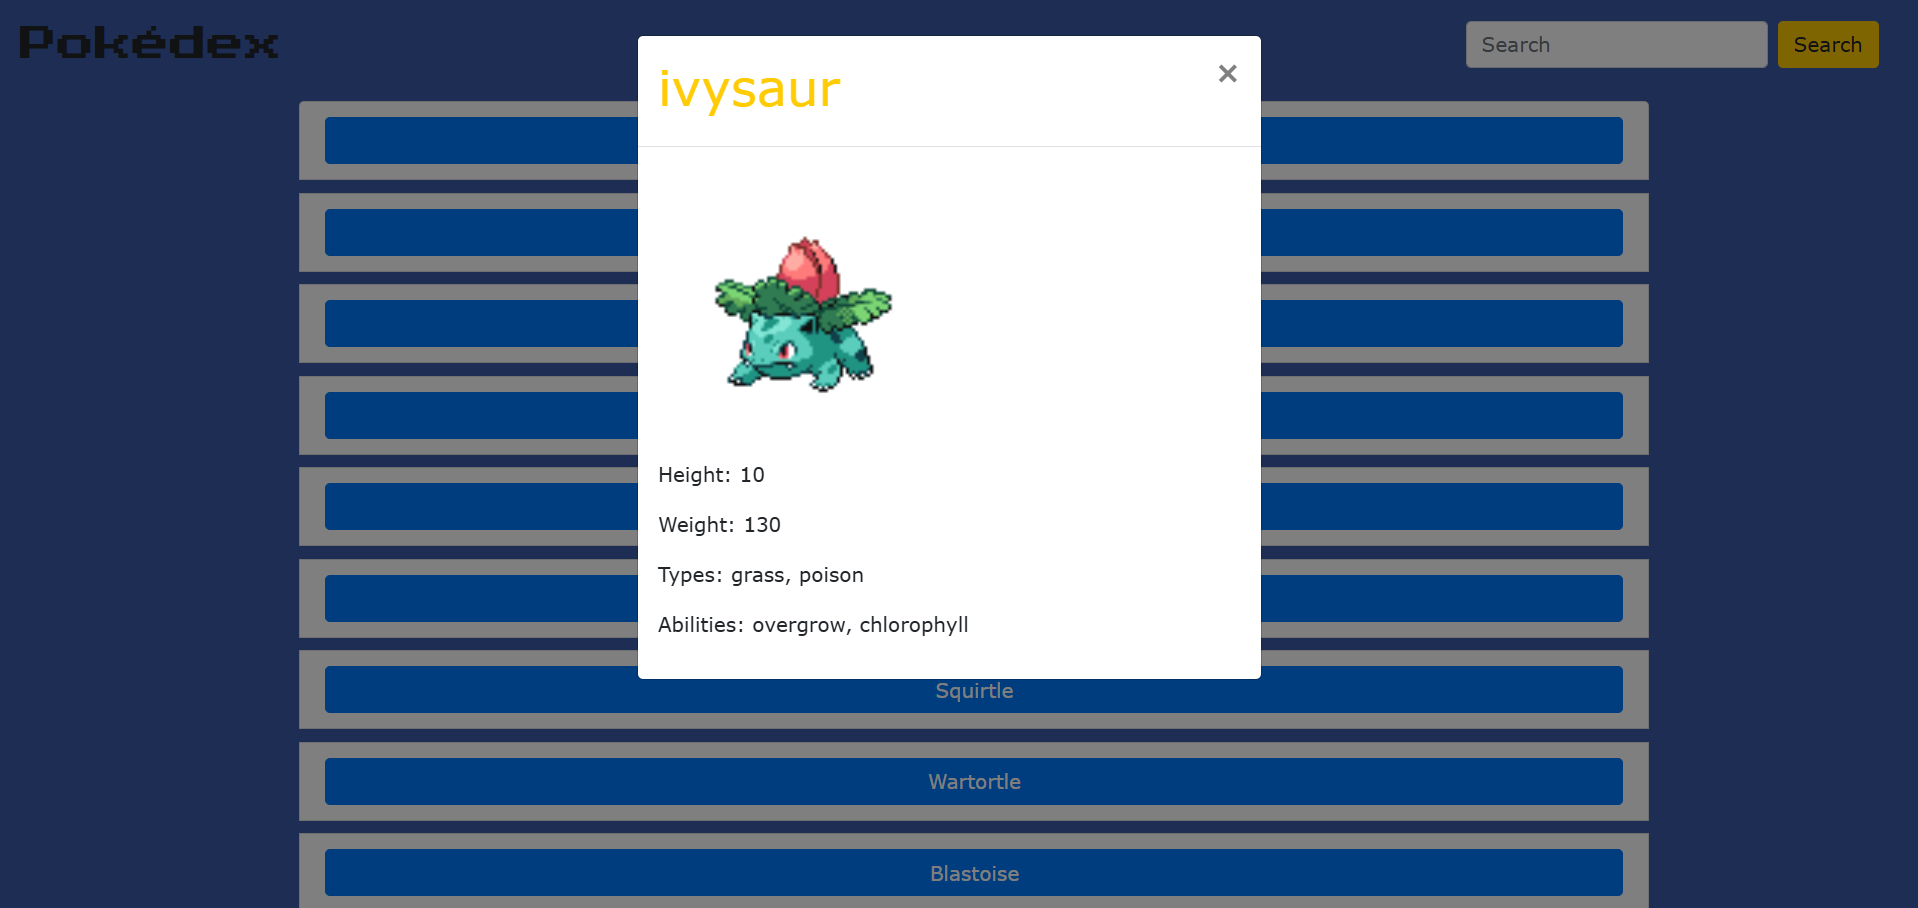 Pokédex
Search
Search
ivysaur
×
Height: 10
Weight: 130
Types: grass, poison
Abilities: overgrow, chlorophyll
Squirtle
Wartortle
Blastoise